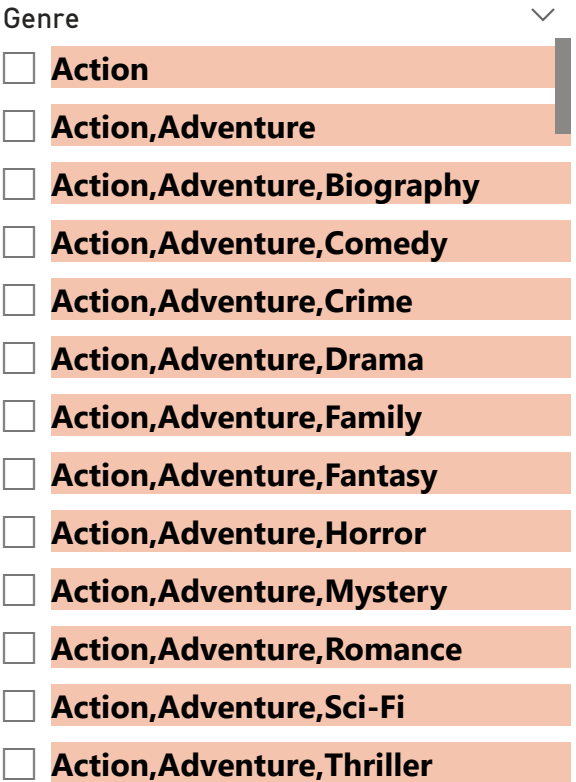 Genre
Action
Action,Adventure
Action,Adventure,Biography
Action,Adventure,Comedy
Action,Adventure,Crime
Action,Adventure,Drama
Action,Adventure,Family
Action,Adventure,Fantasy
Action,Adventure,Horror
Action,Adventure,Mystery
Action,Adventure,Romance
Action,Adventure,Sci-Fi
Action,Adventure,Thriller